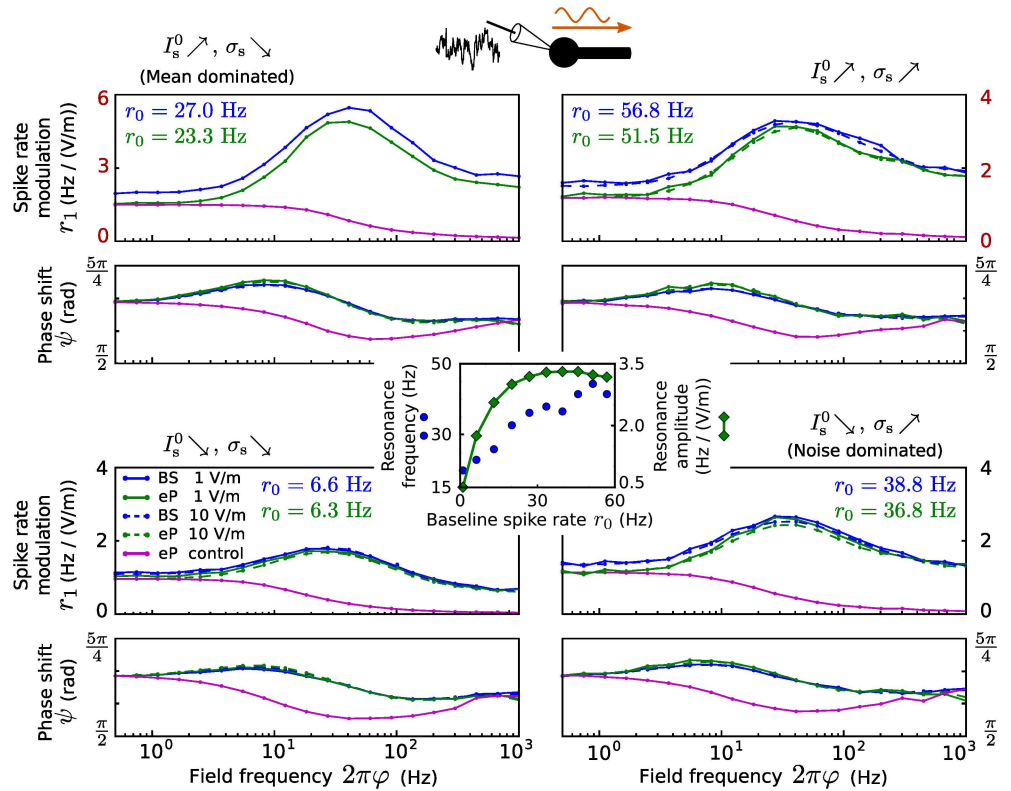 I_s^0 ↗, σ_s ↘
(Mean dominated)
I_s^0 ↗, σ_s ↗
Spike rate
modulation
r_1 (Hz / (V/m))
6
3
0
r_0 = 27.0 Hz
r_0 = 23.3 Hz
r_0 = 56.8 Hz
r_0 = 51.5 Hz
4
2
0
Phase shift
ψ (rad)
5π/4
π/2
5π/4
π/2
Resonance
frequency (Hz)
50
30
15
3.5
2.0
0.5
Resonance
amplitude
(Hz / (V/m))
0 30 60
Baseline spike rate r_0 (Hz)
I_s^0 ↘, σ_s ↘
I_s^0 ↘, σ_s ↗
(Noise dominated)
Spike rate
modulation
r_1 (Hz / (V/m))
4
2
0
BS 1 V/m
eP 1 V/m
BS 10 V/m
eP 10 V/m
eP control
r_0 = 6.6 Hz
r_0 = 6.3 Hz
r_0 = 38.8 Hz
r_0 = 36.8 Hz
4
2
0
Phase shift
ψ (rad)
5π/4
π/2
5π/4
π/2
10^0 10^1 10^2 10^3
Field frequency 2πφ (Hz)
10^0 10^1 10^2 10^3
Field frequency 2πφ (Hz)